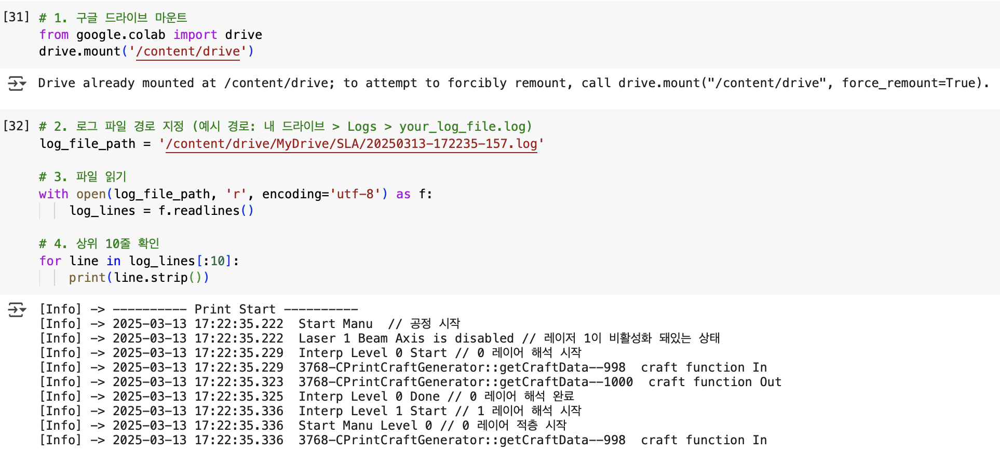 [31] # 1. 구글 드라이브 마운트
from google.colab import drive
drive.mount('/content/drive')
Drive already mounted at /content/drive; to attempt to forcibly remount, call drive.mount("/content/drive", force_remount=True).
[32] # 2. 로그 파일 경로 지정 (예시 경로: 내 드라이브 > Logs > your_log_file.log)
log_file_path = '/content/drive/MyDrive/SLA/20250313-172235-157.log'
# 3. 파일 읽기
with open(log_file_path, 'r', encoding='utf-8') as f:
log_lines = f.readlines()
# 4. 상위 10줄 확인
for line in log_lines[:10]:
print(line.strip())
[Info] -> ---------- Print Start ----------
[Info] -> 2025-03-13 17:22:35.222  Start Manu  // 공정 시작
[Info] -> 2025-03-13 17:22:35.222  Laser 1 Beam Axis is disabled // 레이저 1이 비활성화 돼있는 상태
[Info] -> 2025-03-13 17:22:35.229  Interp Level 0 Start // 0 레이어 해석 시작
[Info] -> 2025-03-13 17:22:35.229  3768-CPrintCraftGenerator::getCraftData--998  craft function In
[Info] -> 2025-03-13 17:22:35.323  3768-CPrintCraftGenerator::getCraftData--1000  craft function Out
[Info] -> 2025-03-13 17:22:35.325  Interp Level 0 Done // 0 레이어 해석 완료
[Info] -> 2025-03-13 17:22:35.336  Interp Level 1 Start // 1 레이어 해석 시작
[Info] -> 2025-03-13 17:22:35.336  Start Manu Level 0 // 0 레이어 적층 시작
[Info] -> 2025-03-13 17:22:35.336  3768-CPrintCraftGenerator::getCraftData--998  craft function In